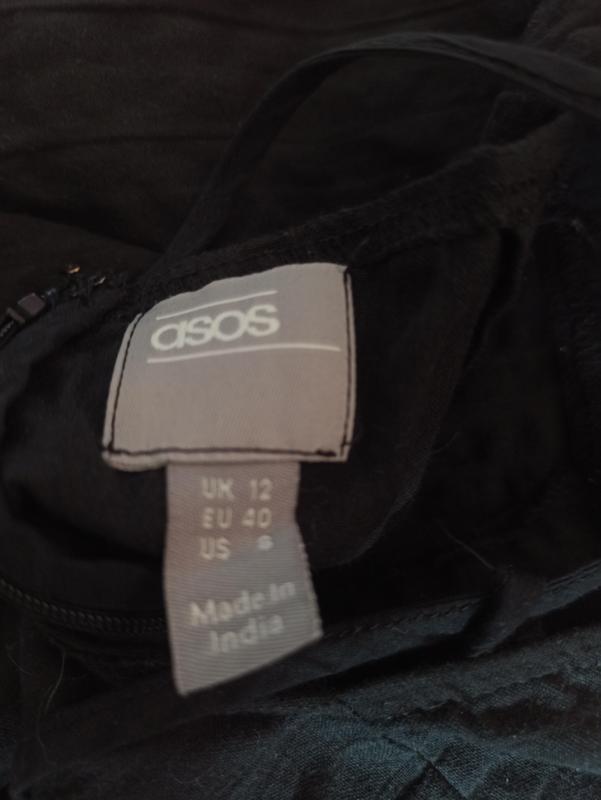 asos
UK 12
EU 40
US 8
Made In
India